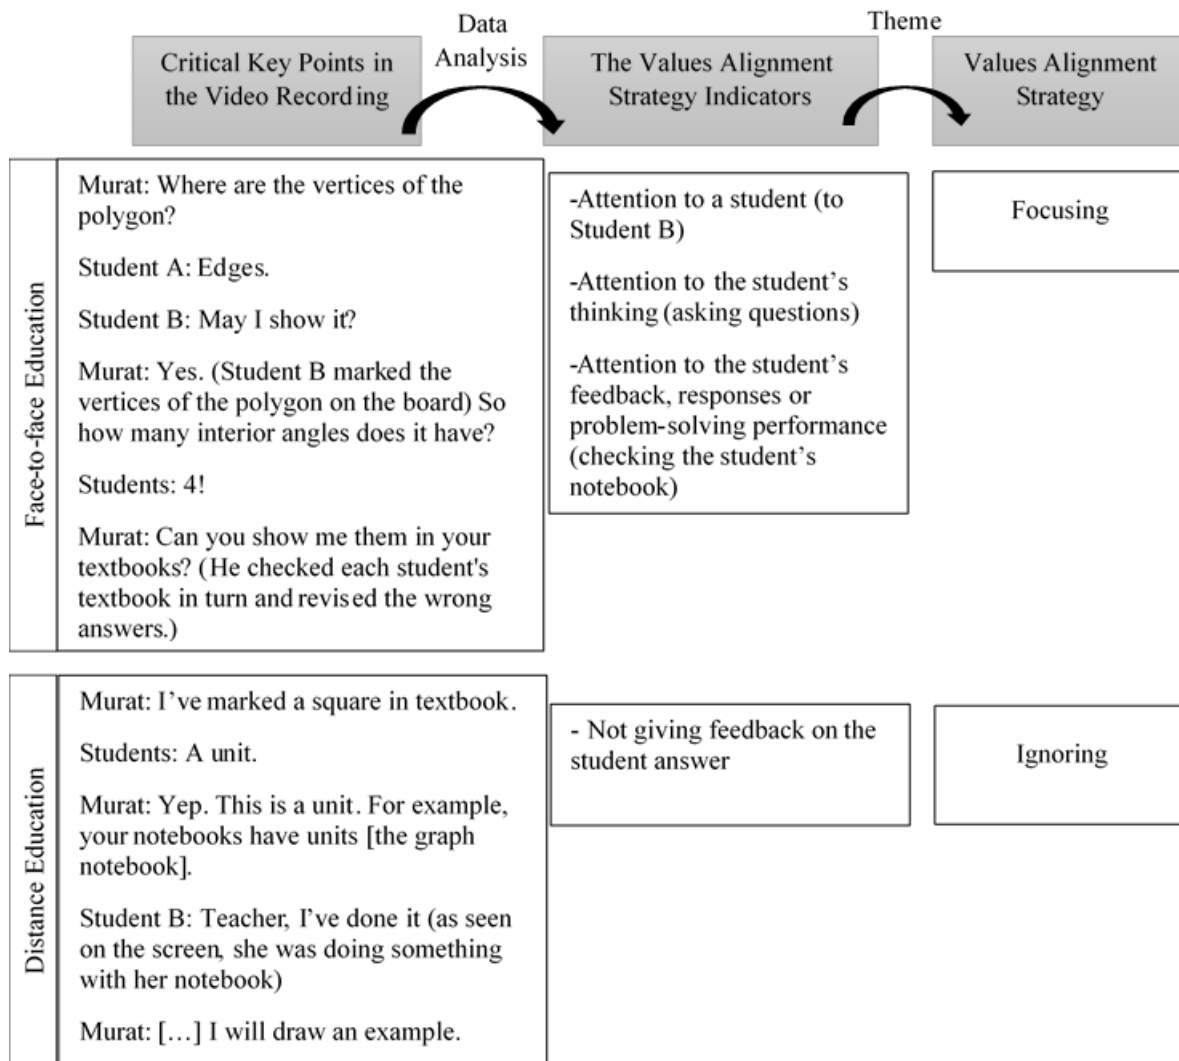 Data
Analysis
Theme
Critical Key Points in
the Video Recording
The Values Alignment
Strategy Indicators
Values Alignment
Strategy
Face-to-face Education
Murat: Where are the vertices of the
polygon?
Student A: Edges.
Student B: May I show it?
Murat: Yes. (Student B marked the
vertices of the polygon on the board) So
how many interior angles does it have?
Students: 4!
Murat: Can you show me them in your
textbooks? (He checked each student's
textbook in turn and revised the wrong
answers.)
-Attention to a student (to
Student B)
-Attention to the student’s
thinking (asking questions)
-Attention to the student’s
feedback, responses or
problem-solving performance
(checking the student’s
notebook)
Focusing
Distance Education
Murat: I’ve marked a square in textbook.
Students: A unit.
Murat: Yep. This is a unit. For example,
your notebooks have units [the graph
notebook].
Student B: Teacher, I’ve done it (as seen
on the screen, she was doing something
with her notebook)
Murat: […] I will draw an example.
- Not giving feedback on the
student answer
Ignoring